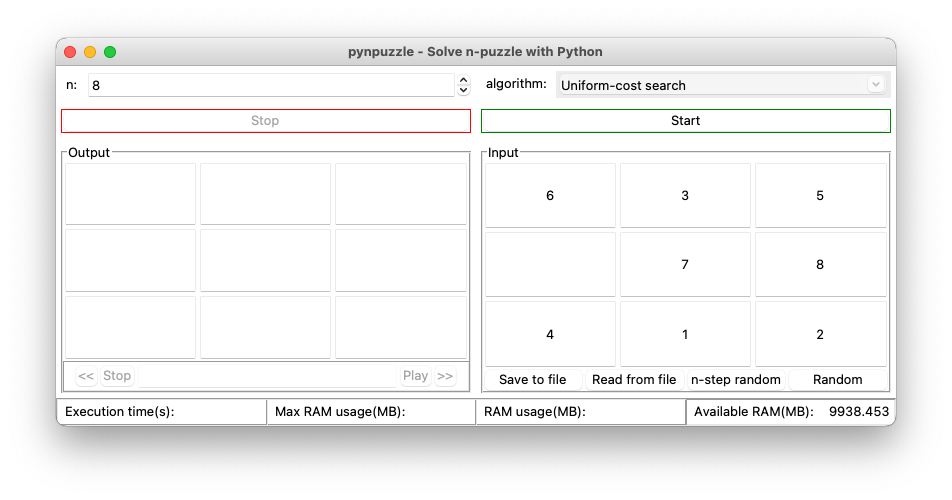 pynpuzzle - Solve n-puzzle with Python
n: 8 algorithm: Uniform-cost search
Stop Start
Output Input
6 3 5
7 8
4 1 2
<< Stop Play >>
Save to file Read from file n-step random Random
Execution time(s): Max RAM usage(MB): RAM usage(MB): Available RAM(MB): 9938.453